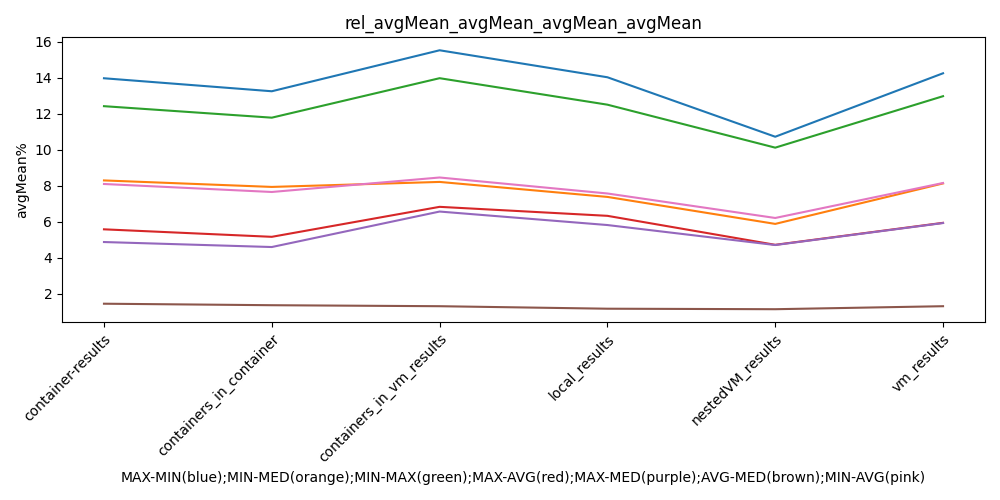 rel_avgMean_avgMean_avgMean_avgMean
16
14
12
10
8
6
4
2
avgMean%
container-results
containers_in_container
containers_in_vm_results
local_results
nestedVM_results
vm_results
MAX-MIN(blue);MIN-MED(orange);MIN-MAX(green);MAX-AVG(red);MAX-MED(purple);AVG-MED(brown);MIN-AVG(pink)